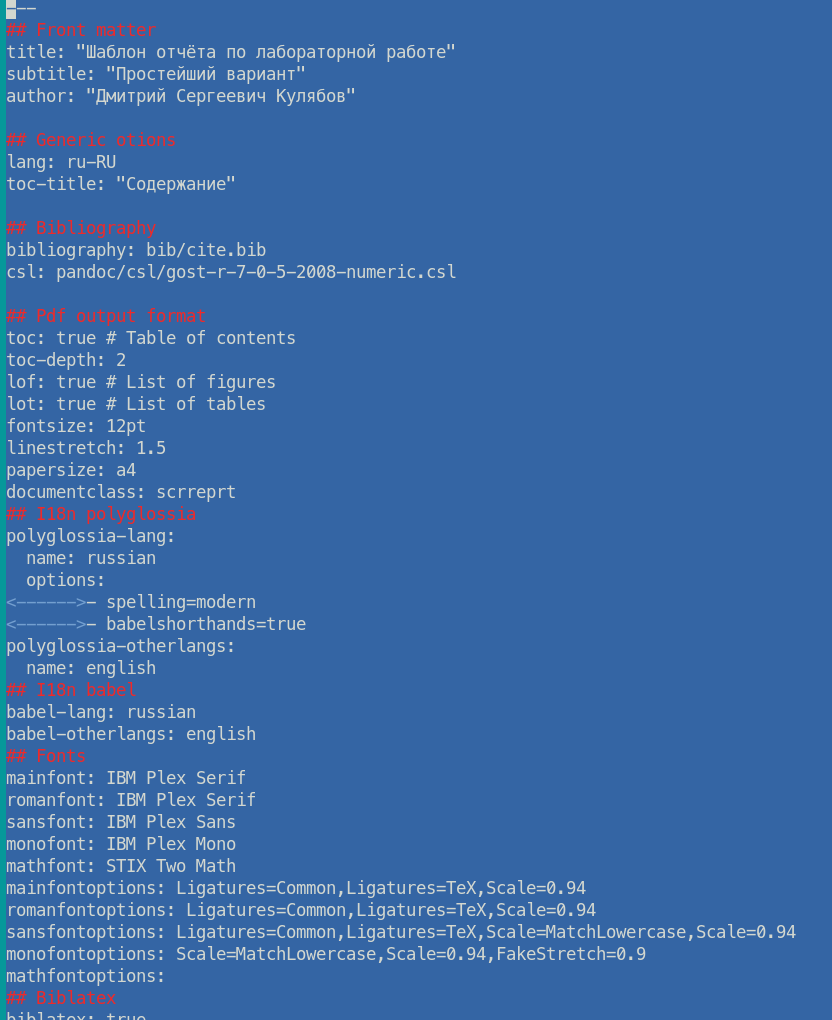 ---
## Front matter
title: "Шаблон отчёта по лабораторной работе"
subtitle: "Простейший вариант"
author: "Дмитрий Сергеевич Кулябов"
## Generic otions
lang: ru-RU
toc-title: "Содержание"
## Bibliography
bibliography: bib/cite.bib
csl: pandoc/csl/gost-r-7-0-5-2008-numeric.csl
## Pdf output format
toc: true # Table of contents
toc-depth: 2
lof: true # List of figures
lot: true # List of tables
fontsize: 12pt
linestretch: 1.5
papersize: a4
documentclass: scrreprt
## I18n polyglossia
polyglossia-lang:
  name: russian
  options:
<------>- spelling=modern
<------>- babelshorthands=true
polyglossia-otherlangs:
  name: english
## I18n babel
babel-lang: russian
babel-otherlangs: english
## Fonts
mainfont: IBM Plex Serif
romanfont: IBM Plex Serif
sansfont: IBM Plex Sans
monofont: IBM Plex Mono
mathfont: STIX Two Math
mainfontoptions: Ligatures=Common,Ligatures=TeX,Scale=0.94
romanfontoptions: Ligatures=Common,Ligatures=TeX,Scale=0.94
sansfontoptions: Ligatures=Common,Ligatures=TeX,Scale=MatchLowercase,Scale=0.94
monofontoptions: Scale=MatchLowercase,Scale=0.94,FakeStretch=0.9
mathfontoptions:
## Biblatex
biblatex: true